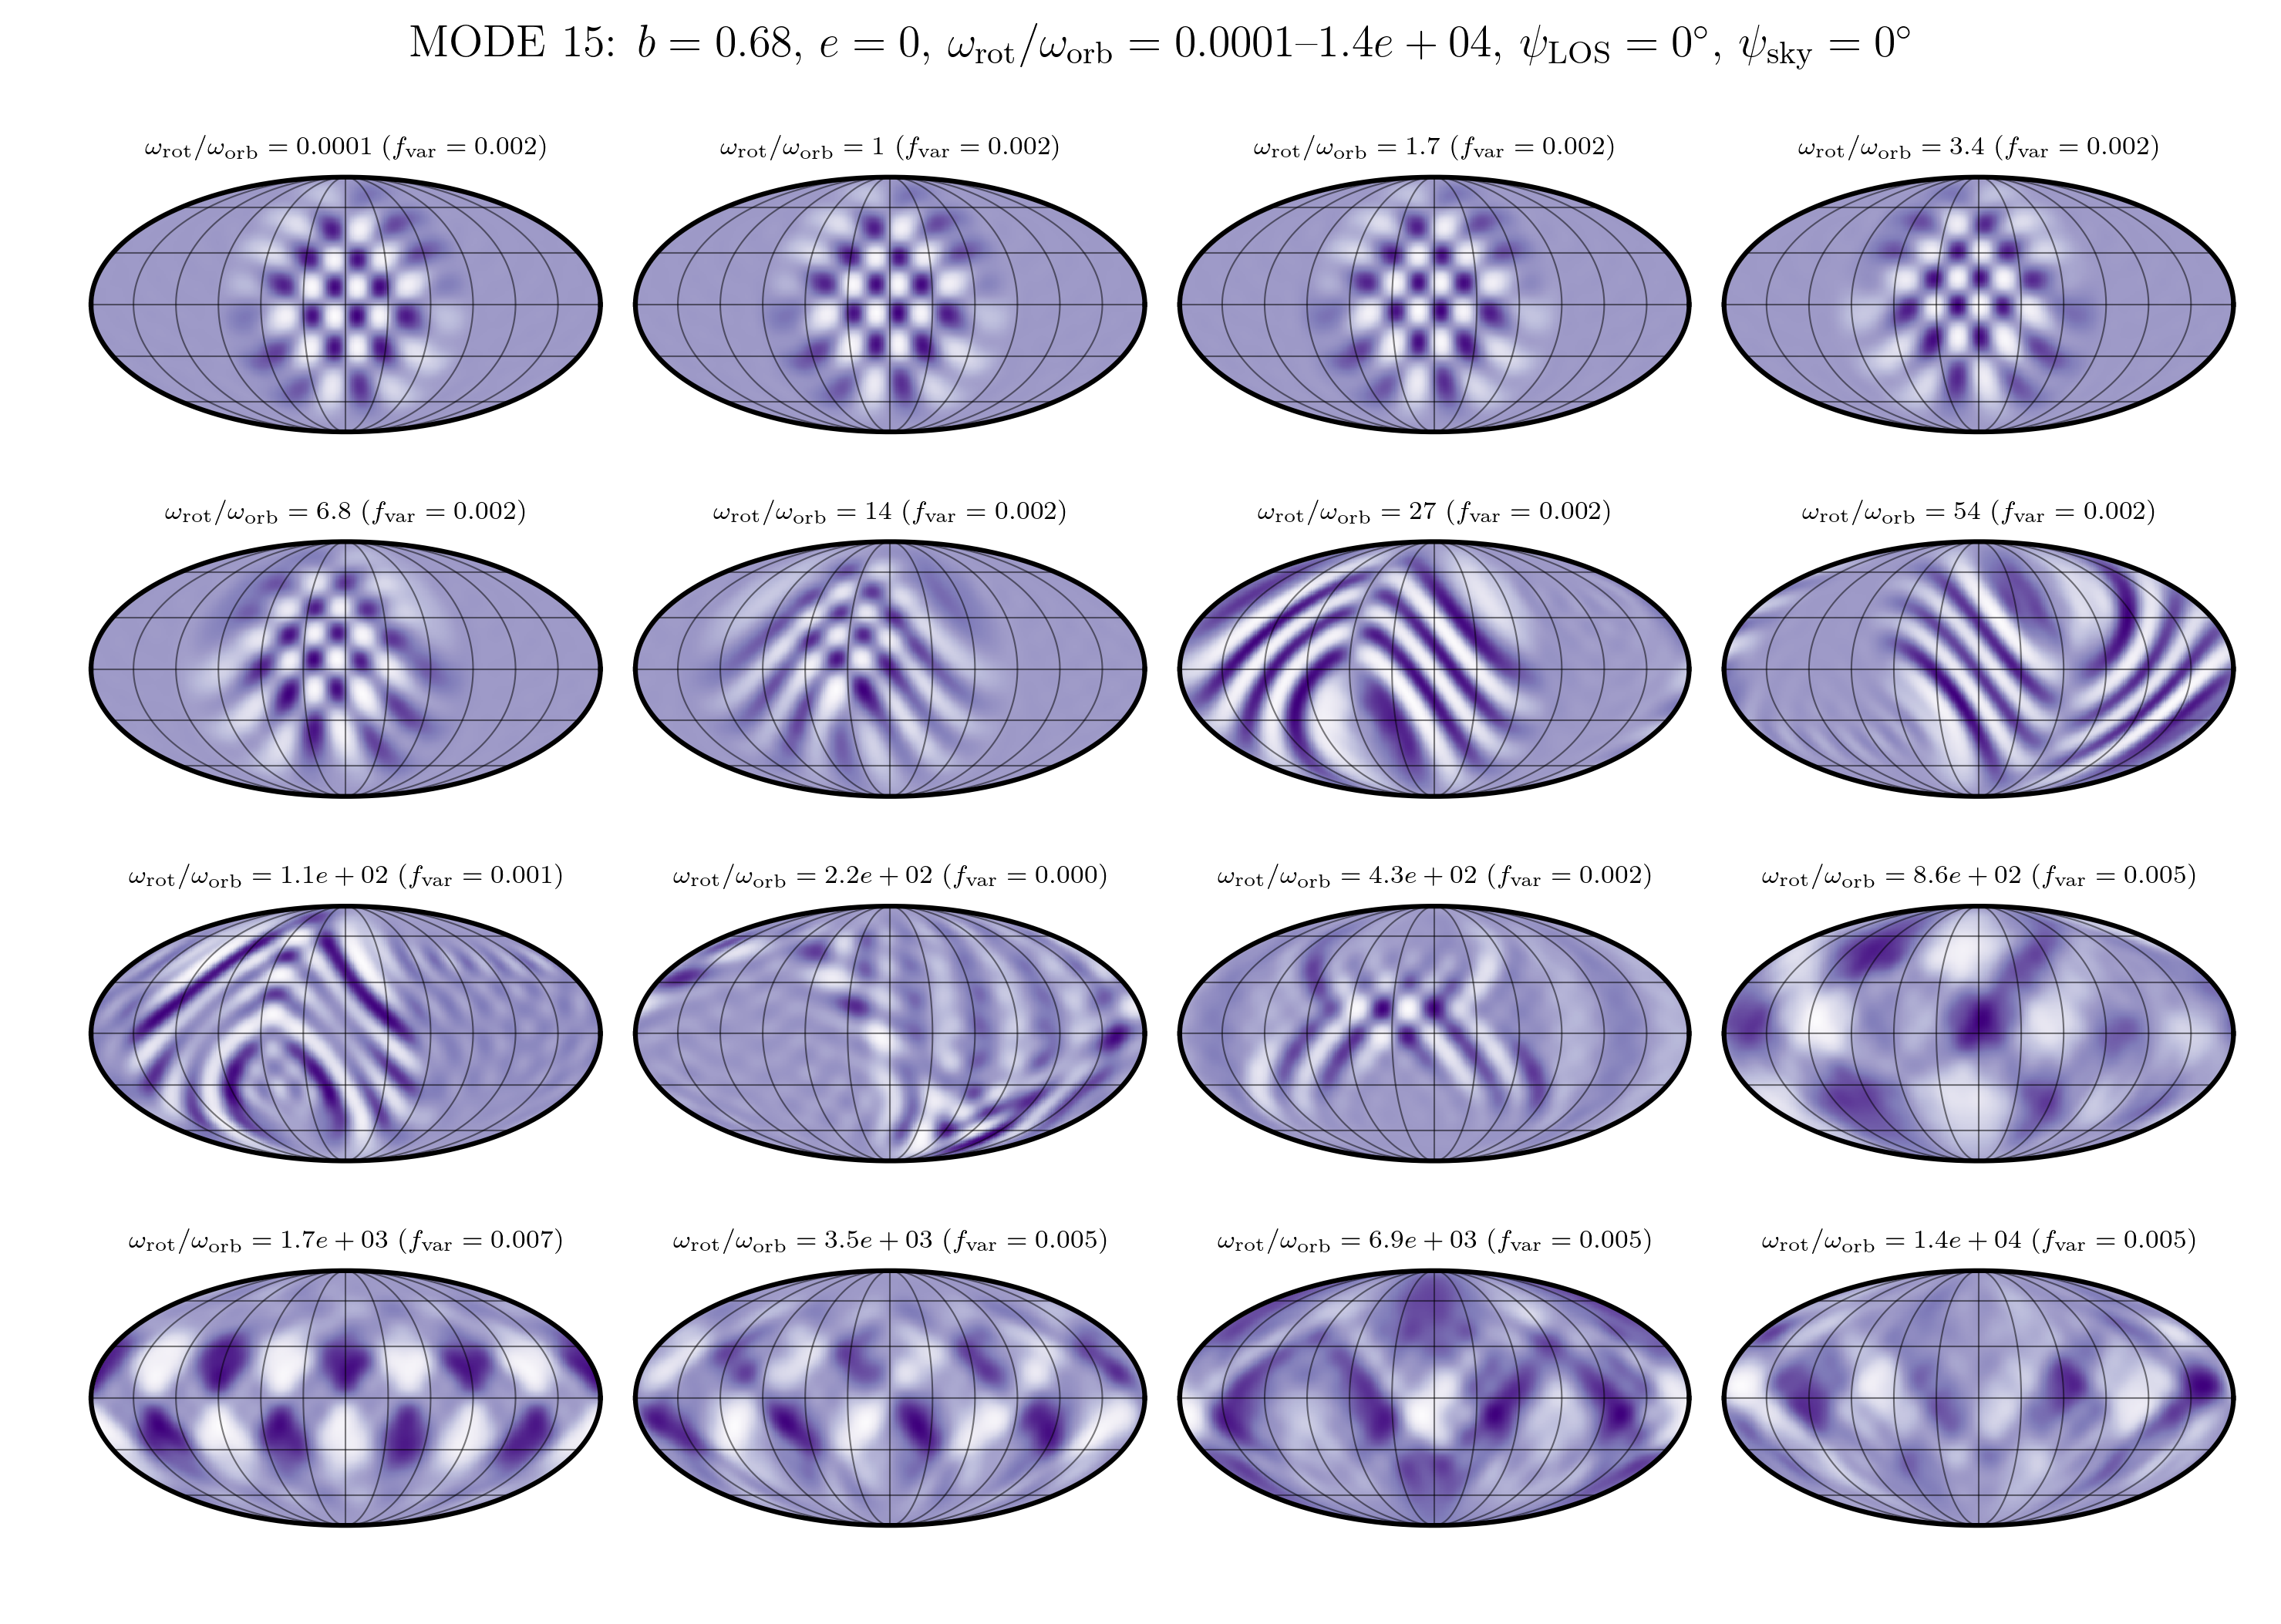 MODE 15: b = 0.68, e = 0, ω_rot/ω_orb = 0.0001–1.4e + 04, ψ_LOS = 0°, ψ_sky = 0°
ω_rot/ω_orb = 0.0001 (f_var = 0.002)
ω_rot/ω_orb = 1 (f_var = 0.002)
ω_rot/ω_orb = 1.7 (f_var = 0.002)
ω_rot/ω_orb = 3.4 (f_var = 0.002)
ω_rot/ω_orb = 6.8 (f_var = 0.002)
ω_rot/ω_orb = 14 (f_var = 0.002)
ω_rot/ω_orb = 27 (f_var = 0.002)
ω_rot/ω_orb = 54 (f_var = 0.002)
ω_rot/ω_orb = 1.1e + 02 (f_var = 0.001)
ω_rot/ω_orb = 2.2e + 02 (f_var = 0.000)
ω_rot/ω_orb = 4.3e + 02 (f_var = 0.002)
ω_rot/ω_orb = 8.6e + 02 (f_var = 0.005)
ω_rot/ω_orb = 1.7e + 03 (f_var = 0.007)
ω_rot/ω_orb = 3.5e + 03 (f_var = 0.005)
ω_rot/ω_orb = 6.9e + 03 (f_var = 0.005)
ω_rot/ω_orb = 1.4e + 04 (f_var = 0.005)